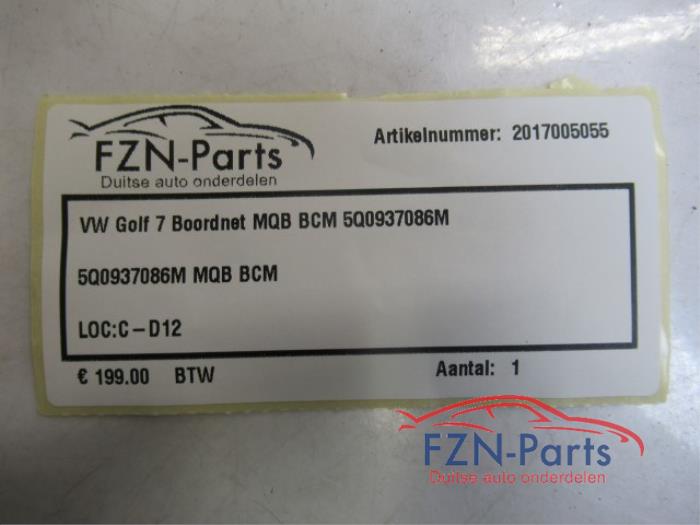 FZN-Parts
Duitse auto onderdelen
Artikelnummer: 2017005055
VW Golf 7 Boordnet MQB BCM 5Q0937086M
5Q0937086M MQB BCM
LOC:C-D12
€ 199.00 BTW
Aantal: 1
FZN-Parts
Duitse auto onderdelen